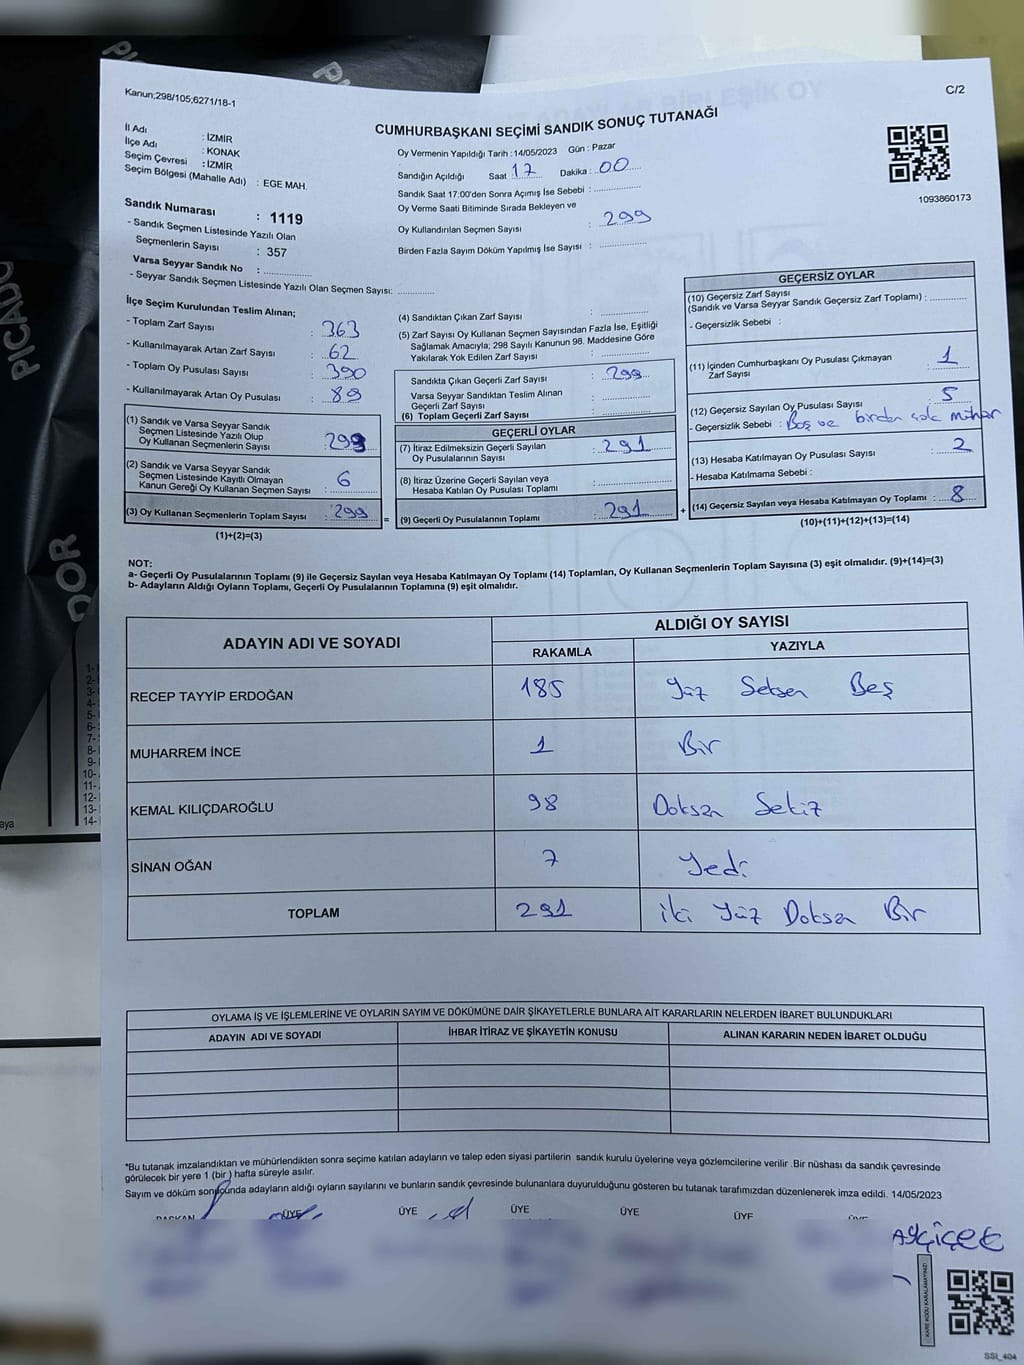 Kanun;298/105;6271/18-1
C/2
CUMHURBAŞKANI SEÇİMİ SANDIK SONUÇ TUTANAĞI
İl Adı : İZMİR
İlçe Adı : KONAK
Seçim Çevresi : İZMİR
Seçim Bölgesi (Mahalle Adı) : EGE MAH.
Oy Vermenin Yapıldığı Tarih :14/05/2023 Gün : Pazar
Sandığın Açıldığı Saat 17 Dakika : 00
Sandık Saat 17:00'den Sonra Açımış İse Sebebi :
Oy Verme Saati Bitiminde Sırada Bekleyen ve
Oy Kullandırılan Seçmen Sayısı : 299
Birden Fazla Sayım Döküm Yapılmış İse Sayısı :
1093860173
Sandık Numarası : 1119
- Sandık Seçmen Listesinde Yazılı Olan
Seçmenlerin Sayısı : 357
Varsa Seyyar Sandık No :
- Seyyar Sandık Seçmen Listesinde Yazılı Olan Seçmen Sayısı:
İlçe Seçim Kurulundan Teslim Alınan;
- Toplam Zarf Sayısı : 363
- Kullanılmayarak Artan Zarf Sayısı : 62
- Toplam Oy Pusulası Sayısı : 390
- Kullanılmayarak Artan Oy Pusulası : 89
(1) Sandık ve Varsa Seyyar Sandık
Seçmen Listesinde Yazılı Olup
Oy Kullanan Seçmenlerin Sayısı :
(2) Sandık ve Varsa Seyyar Sandık
Seçmen Listesinde Kayıtlı Olmayan
Kanun Gereği Oy Kullanan Seçmen Sayısı : 6
(3) Oy Kullanan Seçmenlerin Toplam Sayısı : 299 =
(1)+(2)=(3)
(4) Sandıktan Çıkan Zarf Sayısı :
(5) Zarf Sayısı Oy Kullanan Seçmen Sayısından Fazla İse, Eşitliği
Sağlamak Amacıyla; 298 Sayılı Kanunun 98. Maddesine Göre
Yakılarak Yok Edilen Zarf Sayısı :
Sandıkta Çıkan Geçerli Zarf Sayısı : 299
Varsa Seyyar Sandıktan Teslim Alınan
Geçerli Zarf Sayısı :
(6) Toplam Geçerli Zarf Sayısı :
GEÇERLİ OYLAR
(7) İtiraz Edilmeksizin Geçerli Sayılan
Oy Pusulalarının Sayısı : 291
(8) İtiraz Üzerine Geçerli Sayılan veya
Hesaba Katılan Oy Pusulası Toplamı :
(9) Geçerli Oy Pusulalarının Toplamı : 291 +
GEÇERSİZ OYLAR
(10) Geçersiz Zarf Sayısı
(Sandık ve Varsa Seyyar Sandık Geçersiz Zarf Toplamı) :
- Geçersizlik Sebebi :
(11) İçinden Cumhurbaşkanı Oy Pusulası Çıkmayan
Zarf Sayısı : 1
(12) Geçersiz Sayılan Oy Pusulası Sayısı : 5
- Geçersizlik Sebebi : Boş ve birden çok mühür
(13) Hesaba Katılmayan Oy Pusulası Sayısı : 2
- Hesaba Katılmama Sebebi :
(14) Geçersiz Sayılan veya Hesaba Katılmayan Oy Toplamı : 8
(10)+(11)+(12)+(13)=(14)
NOT:
a- Geçerli Oy Pusulalarının Toplamı (9) ile Geçersiz Sayılan veya Hesaba Katılmayan Oy Toplamı (14) Toplamları, Oy Kullanan Seçmenlerin Toplam Sayısına (3) eşit olmalıdır. (9)+(14)=(3)
b- Adayların Aldığı Oyların Toplamı, Geçerli Oy Pusulalarının Toplamına (9) eşit olmalıdır.
ADAYIN ADI VE SOYADI
ALDIĞI OY SAYISI
RAKAMLA YAZIYLA
RECEP TAYYİP ERDOĞAN 185 Yüz Seksen Beş
MUHARREM İNCE 1 Bir
KEMAL KILIÇDAROĞLU 98 Doksan Sekiz
SİNAN OĞAN 7 Yedi
TOPLAM 291 İki Yüz Doksan Bir
OYLAMA İŞ VE İŞLEMLERİNE VE OYLARIN SAYIM VE DÖKÜMÜNE DAİR ŞİKAYETLERLE BUNLARA AİT KARARLARIN NELERDEN İBARET BULUNDUKLARI
ADAYIN ADI VE SOYADI İHBAR İTİRAZ VE ŞİKAYETİN KONUSU ALINAN KARARIN NEDEN İBARET OLDUĞU
*Bu tutanak imzalandıktan ve mühürlendikten sonra seçime katılan adayların ve talep eden siyasi partilerin sandık kurulu üyelerine veya gözlemcilerine verilir .Bir nüshası da sandık çevresinde
görülecek bir yere 1 (bir ) hafta süreyle asılır.
Sayım ve döküm sonucunda adayların aldığı oyların sayılarını ve bunların sandık çevresinde bulunanlara duyurulduğunu gösteren bu tutanak tarafımızdan düzenlenerek imza edildi. 14/05/2023
BAŞKAN ÜYE ÜYE ÜYE ÜYE ÜYE ÜYE
KARE KODU KARALAMAYINIZ!
SSI_404
PICADOR
DOR
1-
2-
3-
4-
5-
6-
7-
8-
9-
10-
11-
12-
13-
14-